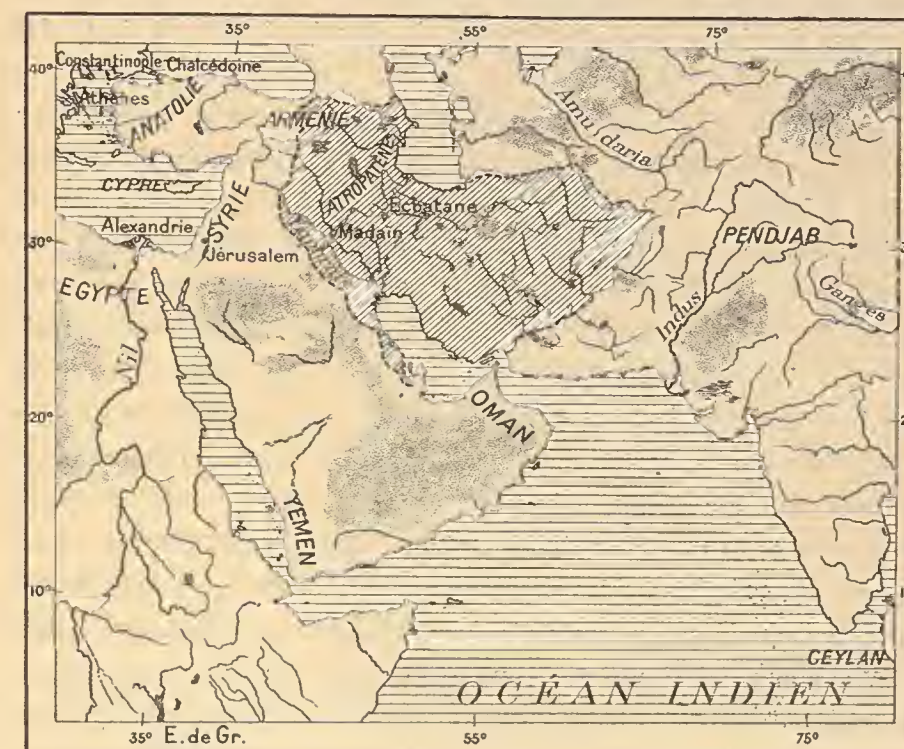 35° 55° 75°
40° Constantinople Chalcédoine
Athènes
ANATOLIE
ARMÉNIE
Amu daria
ATROPATÈNE
CYPRE
SYRIE
Ecbatane
Alexandrie
Madain
PENDJAB
30°
Jérusalem
EGYPTE
Indus
Ganges
Nil
20°
OMAN
YEMEN
10°
CEYLAN
OCÉAN INDIEN
35° E. de Gr. 55° 75°